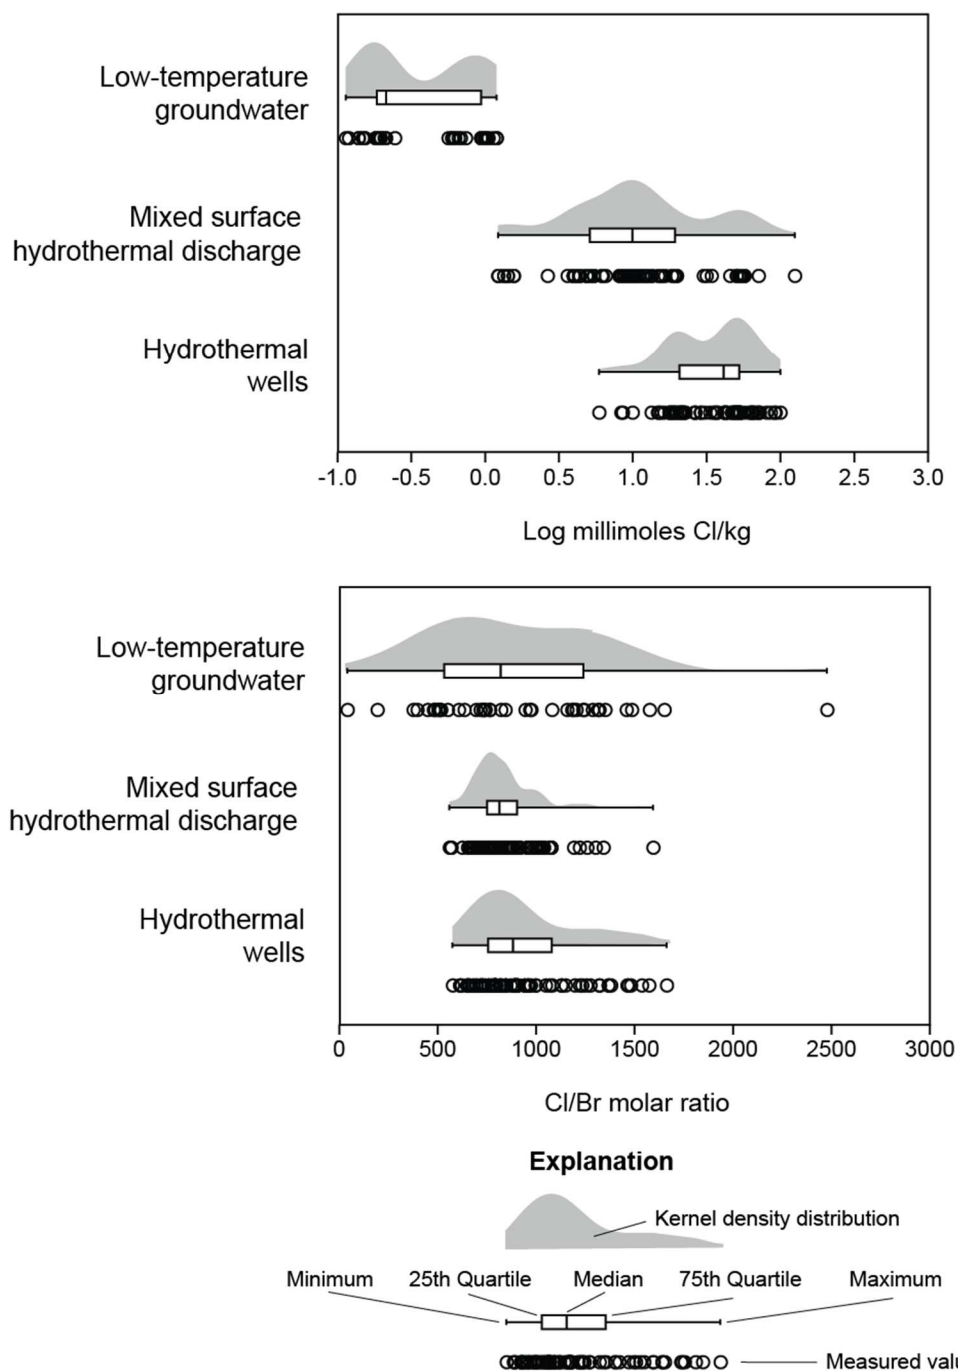 Low-temperature
groundwater
Mixed surface
hydrothermal discharge
Hydrothermal
wells
-1.0 -0.5 0.0 0.5 1.0 1.5 2.0 2.5 3.0
Log millimoles Cl/kg
Low-temperature
groundwater
Mixed surface
hydrothermal discharge
Hydrothermal
wells
0 500 1000 1500 2000 2500 3000
Cl/Br molar ratio
Explanation
Kernel density distribution
Minimum 25th Quartile Median 75th Quartile Maximum
Measured valu